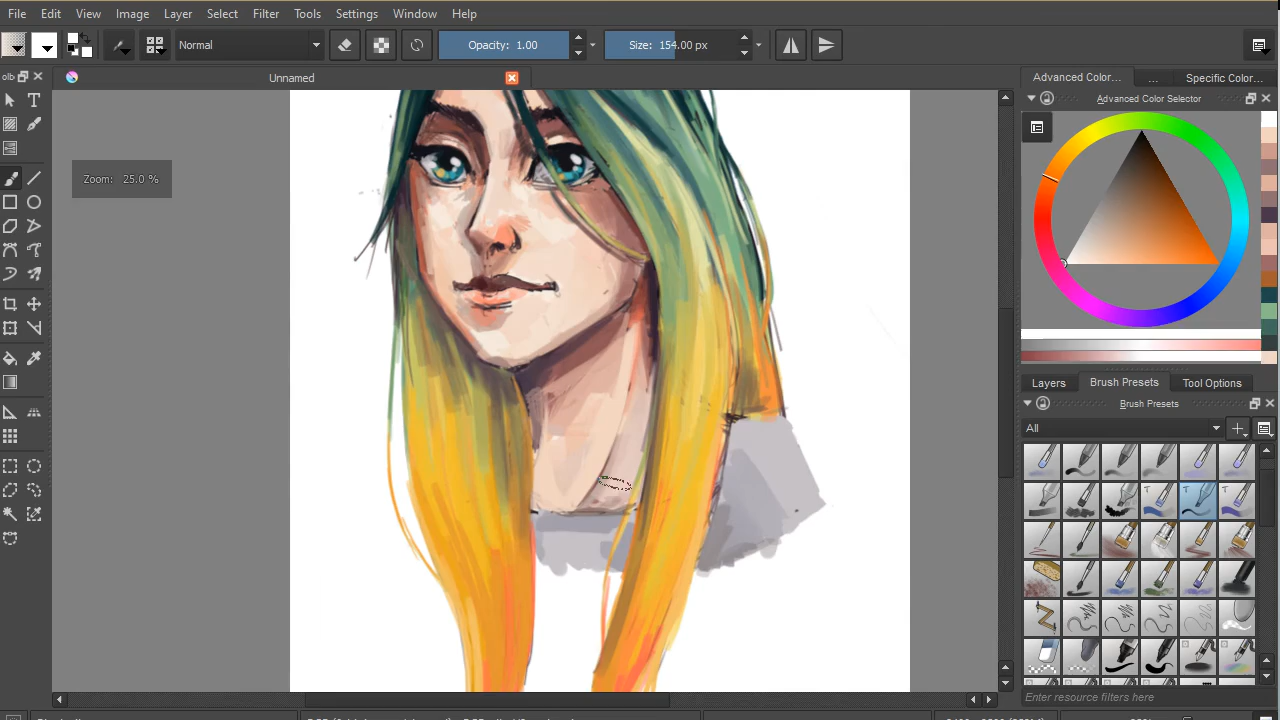 File Edit View Image Layer Select Filter Tools Settings Window Help
Normal Opacity: 1.00 Size: 154.00 px
olb Unnamed Advanced Color... ... Specific Color...
Advanced Color Selector
Zoom: 25.0 %
Layers Brush Presets Tool Options
Brush Presets
All
Enter resource filters here